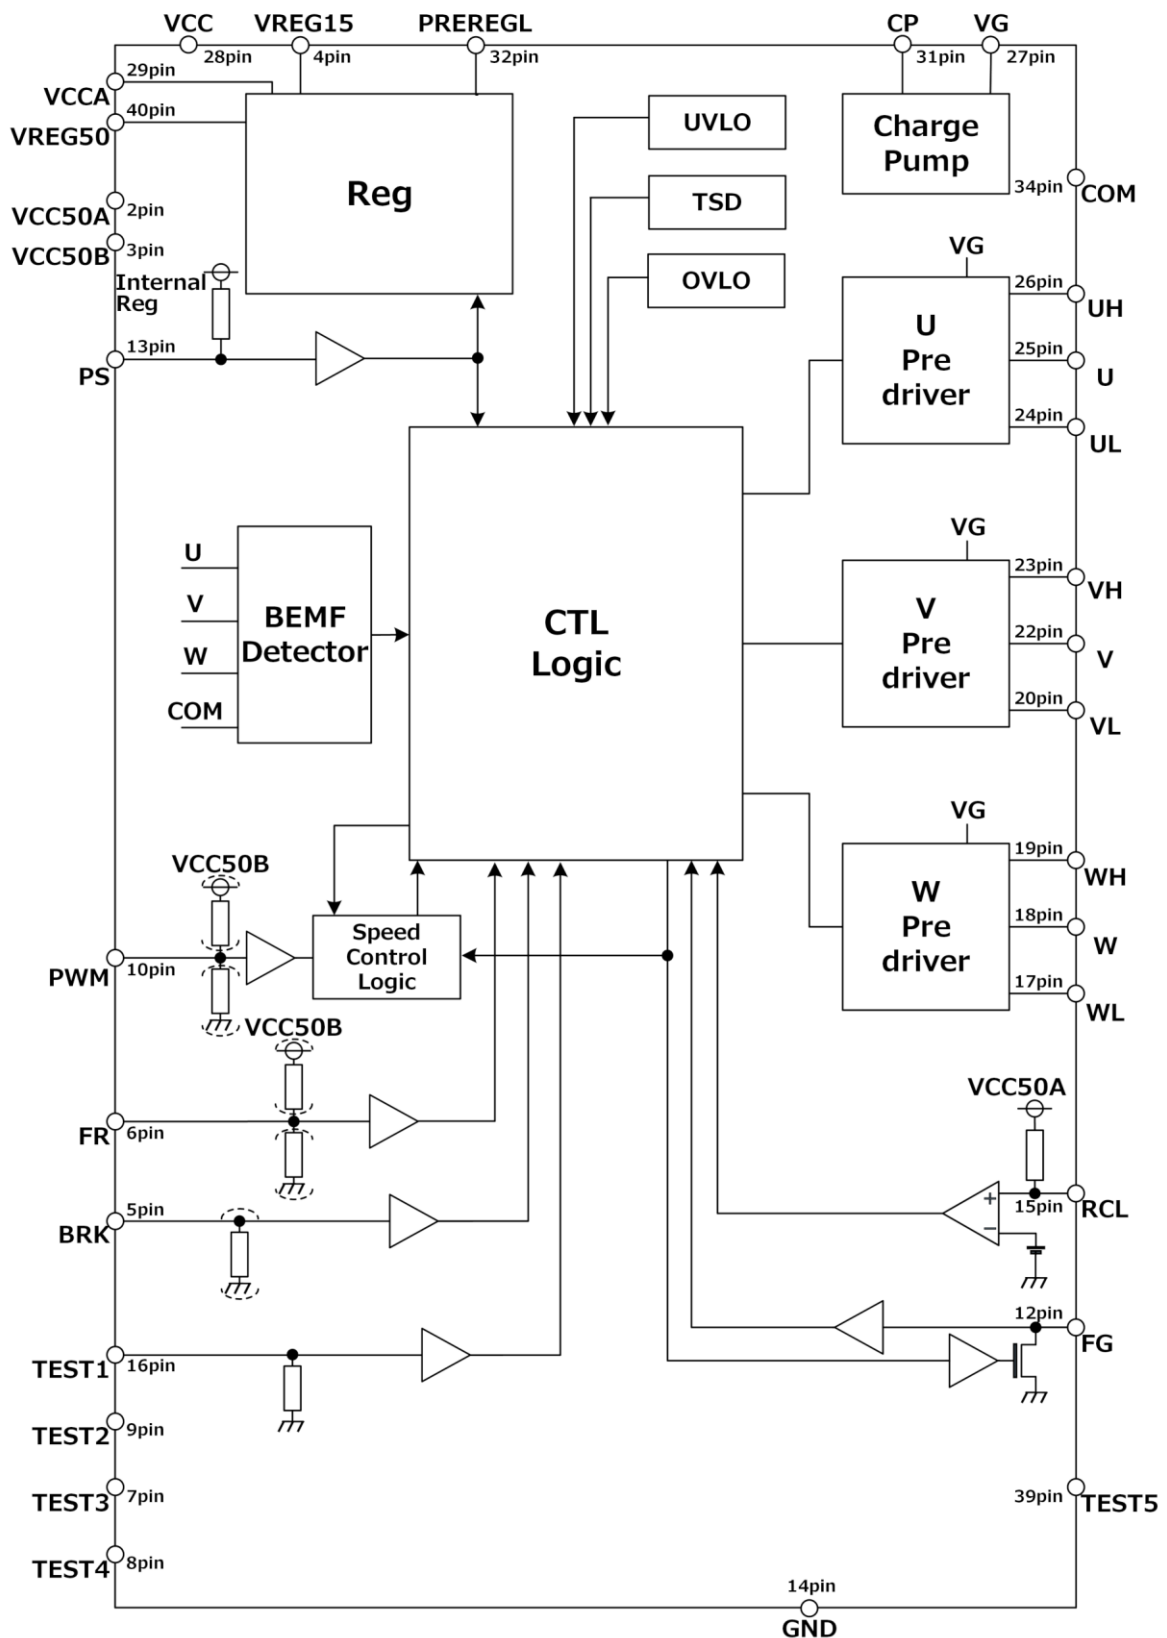 VCC
28pin
VREG15
4pin
PREREGL
32pin
CP
31pin
VG
27pin
29pin
VCCA
40pin
VREG50
2pin
VCC50A
3pin
VCC50B
Internal
Reg
13pin
PS
Reg
UVLO
TSD
OVLO
Charge
Pump
34pin
COM
VG
U
Pre
driver
26pin
UH
25pin
U
24pin
UL
U
V
W
COM
BEMF
Detector
CTL
Logic
VG
V
Pre
driver
23pin
VH
22pin
V
20pin
VL
VG
W
Pre
driver
19pin
WH
18pin
W
17pin
WL
VCC50B
PWM
10pin
Speed
Control
Logic
VCC50B
FR
6pin
5pin
BRK
VCC50A
+
−
15pin
RCL
12pin
FG
TEST1
16pin
TEST2
9pin
TEST3
7pin
TEST4
8pin
39pin
TEST5
14pin
GND